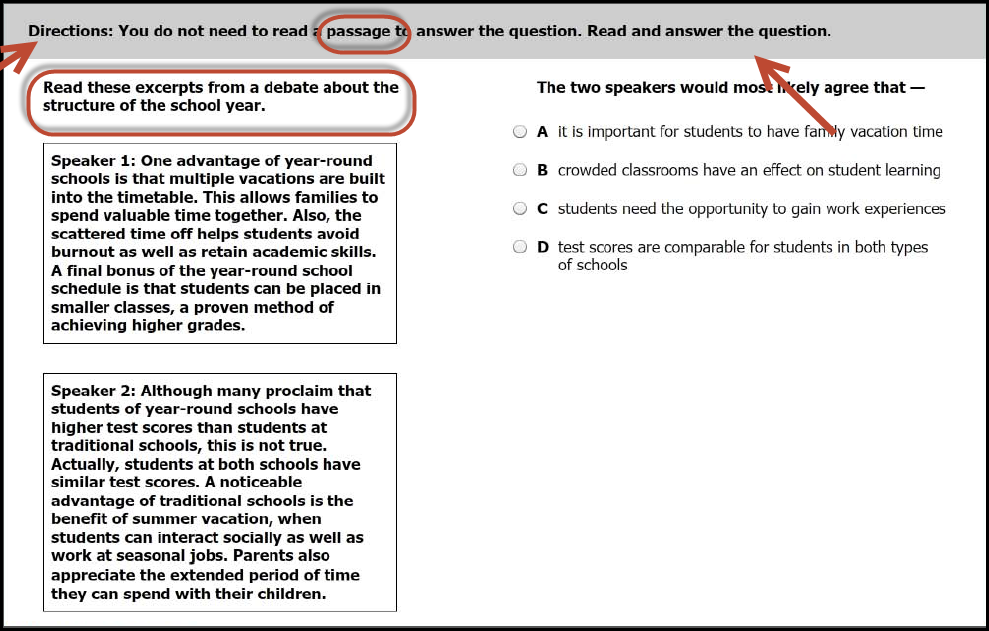 Directions: You do not need to read a passage to answer the question. Read and answer the question.
Read these excerpts from a debate about the
structure of the school year.
Speaker 1: One advantage of year-round
schools is that multiple vacations are built
into the timetable. This allows families to
spend valuable time together. Also, the
scattered time off helps students avoid
burnout as well as retain academic skills.
A final bonus of the year-round school
schedule is that students can be placed in
smaller classes, a proven method of
achieving higher grades.
Speaker 2: Although many proclaim that
students of year-round schools have
higher test scores than students at
traditional schools, this is not true.
Actually, students at both schools have
similar test scores. A noticeable
advantage of traditional schools is the
benefit of summer vacation, when
students can interact socially as well as
work at seasonal jobs. Parents also
appreciate the extended period of time
they can spend with their children.
The two speakers would most likely agree that —
A it is important for students to have family vacation time
B crowded classrooms have an effect on student learning
C students need the opportunity to gain work experiences
D test scores are comparable for students in both types
of schools